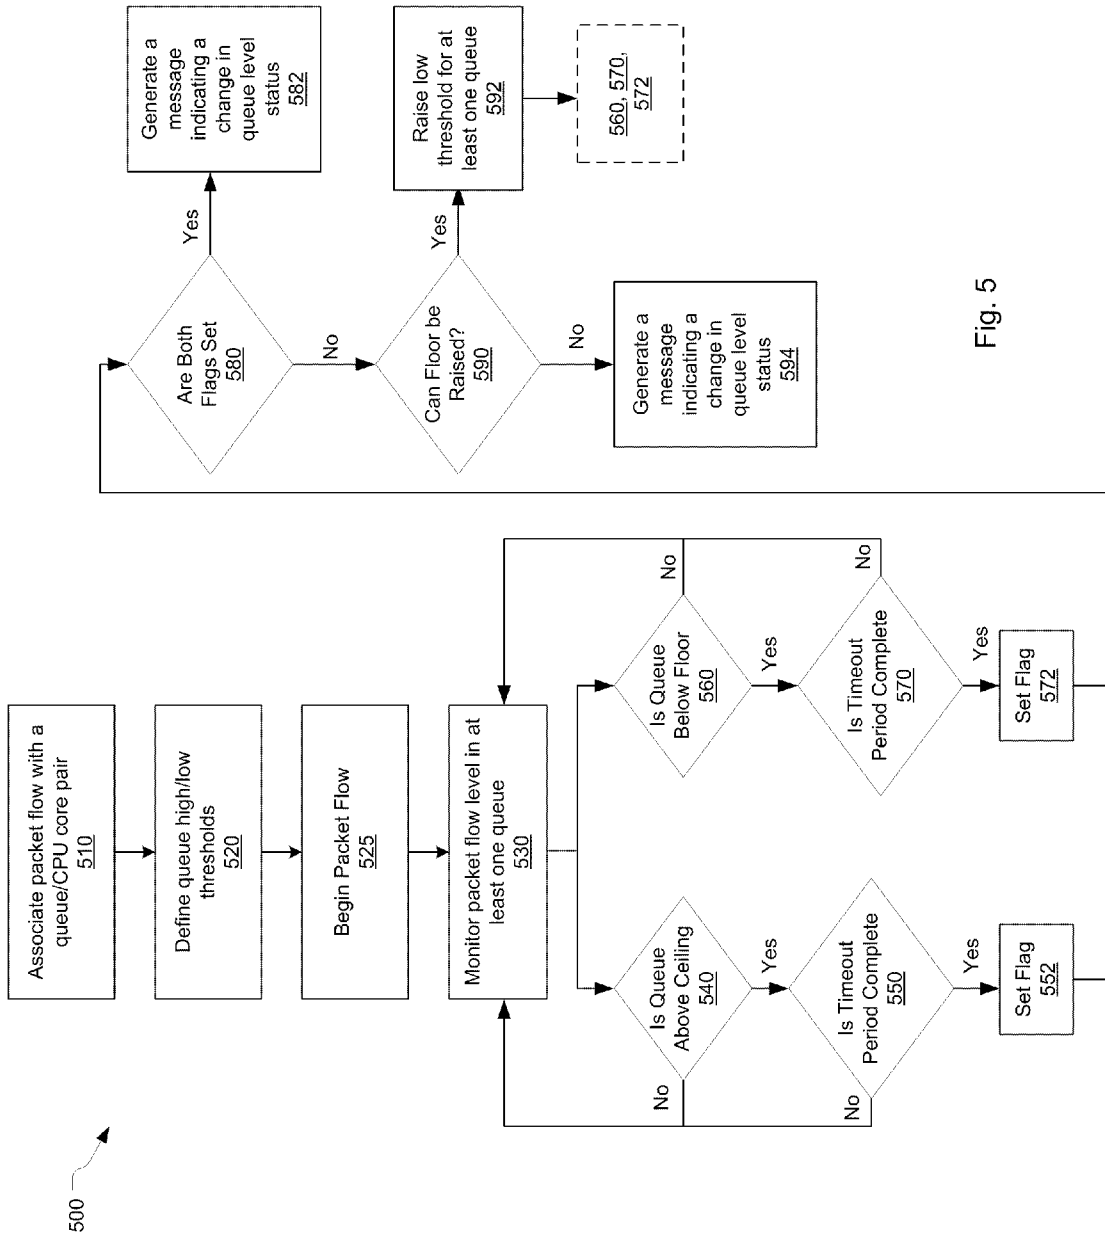 500
Associate packet flow with a
queue/CPU core pair
510
Define queue high/low
thresholds
520
Begin Packet Flow
525
Monitor packet flow level in at
least one queue
530
Is Queue
Above Ceiling
540
No
Yes
Is Timeout
Period Complete
550
No
Yes
Set Flag
552
Is Queue
Below Floor
560
No
Yes
Is Timeout
Period Complete
570
No
Yes
Set Flag
572
Are Both
Flags Set
580
Yes
Generate a
message
indicating a
change in
queue level
status
582
No
Can Floor be
Raised?
590
Yes
Raise low
threshold for at
least one queue
592
560, 570,
572
No
Generate a
message
indicating a
change in
queue level
status
594
Fig. 5